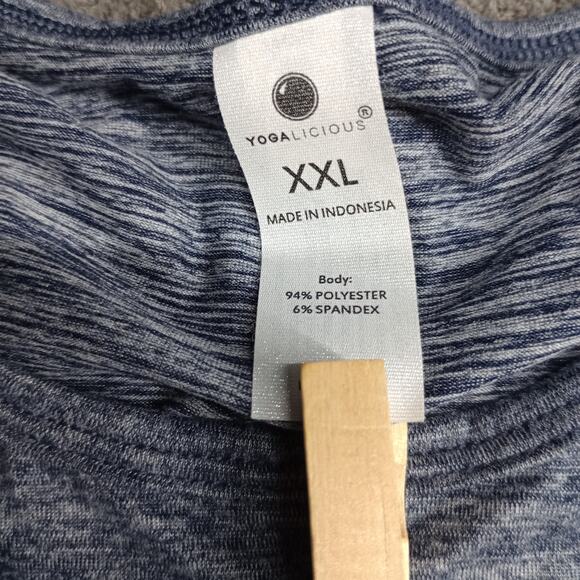 YOGALICIOUS®
XXL
MADE IN INDONESIA
Body:
94% POLYESTER
6% SPANDEX